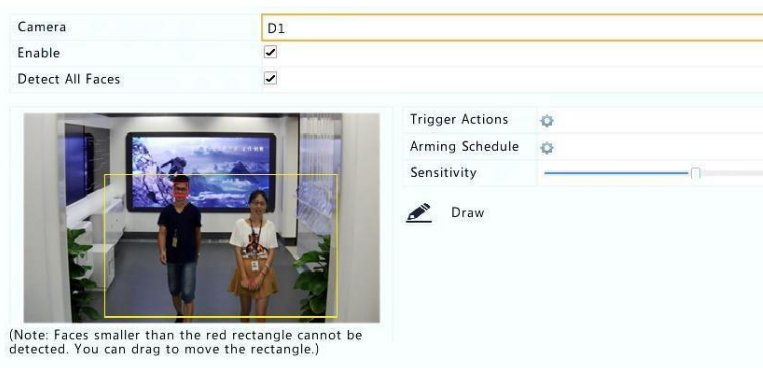 Camera
D1
Enable
Detect All Faces
Trigger Actions
Arming Schedule
Sensitivity
Draw
(Note: Faces smaller than the red rectangle cannot be
detected. You can drag to move the rectangle.)